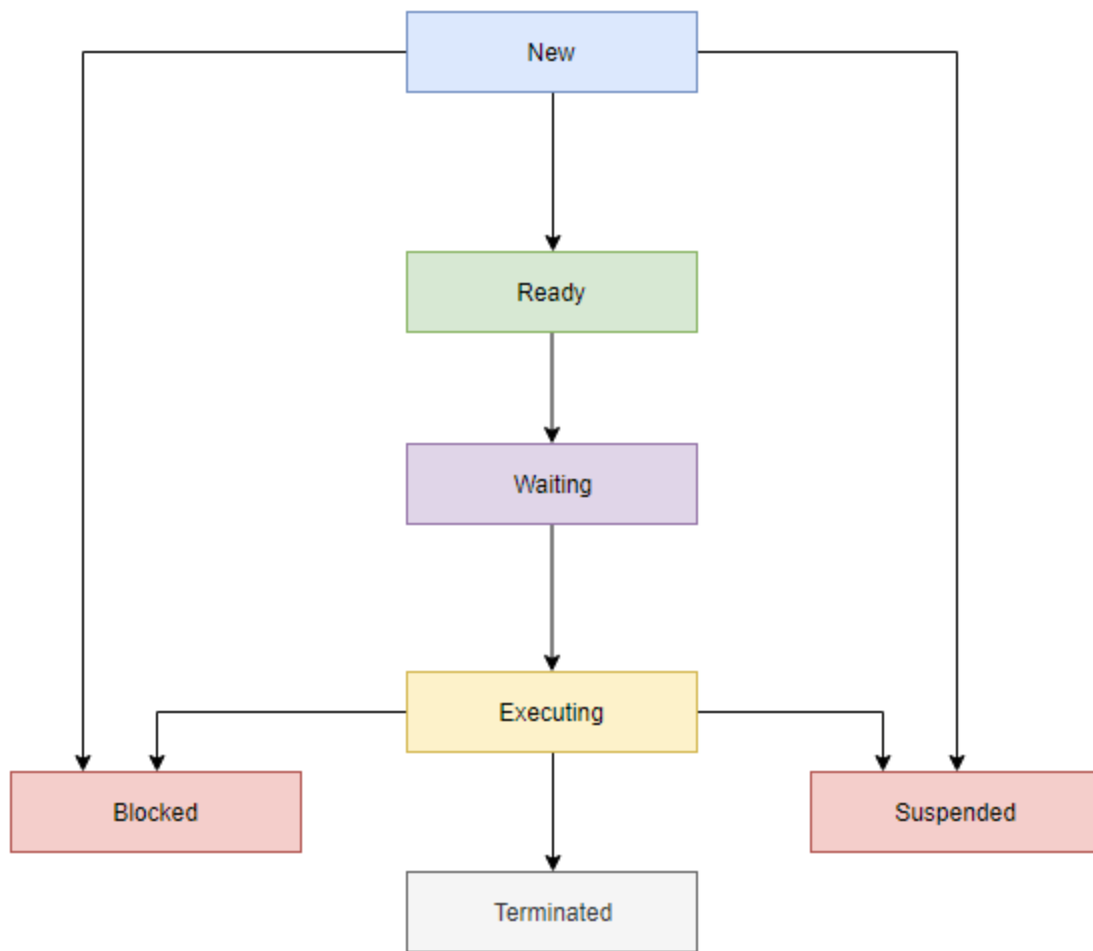 New
Ready
Waiting
Executing
Blocked
Suspended
Terminated